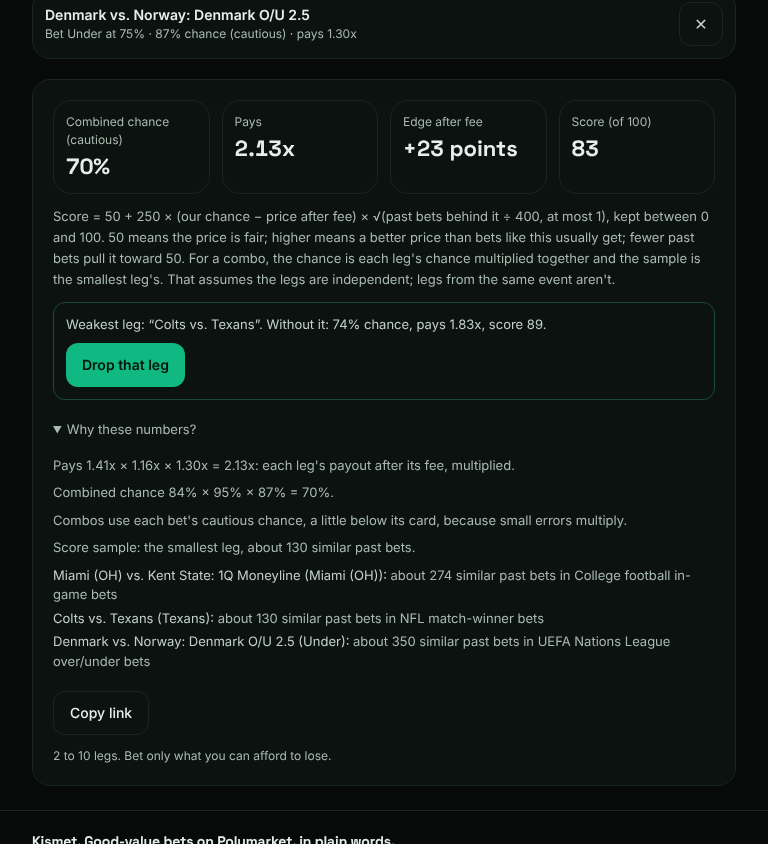 Denmark vs. Norway: Denmark O/U 2.5
Bet Under at 75% · 87% chance (cautious) · pays 1.30x
Combined chance
(cautious)
70%
Pays
2.13x
Edge after fee
+23 points
Score (of 100)
83
Score = 50 + 250 × (our chance − price after fee) × √(past bets behind it ÷ 400, at most 1), kept between 0
and 100. 50 means the price is fair; higher means a better price than bets like this usually get; fewer past
bets pull it toward 50. For a combo, the chance is each leg's chance multiplied together and the sample is
the smallest leg's. That assumes the legs are independent; legs from the same event aren't.
Weakest leg: “Colts vs. Texans”. Without it: 74% chance, pays 1.83x, score 89.
Drop that leg
▼ Why these numbers?
Pays 1.41x × 1.16x × 1.30x = 2.13x: each leg's payout after its fee, multiplied.
Combined chance 84% × 95% × 87% = 70%.
Combos use each bet's cautious chance, a little below its card, because small errors multiply.
Score sample: the smallest leg, about 130 similar past bets.
Miami (OH) vs. Kent State: 1Q Moneyline (Miami (OH)): about 274 similar past bets in College football in-
game bets
Colts vs. Texans (Texans): about 130 similar past bets in NFL match-winner bets
Denmark vs. Norway: Denmark O/U 2.5 (Under): about 350 similar past bets in UEFA Nations League
over/under bets
Copy link
2 to 10 legs. Bet only what you can afford to lose.
Kismet. Good-value bets on Polymarket, in plain words.